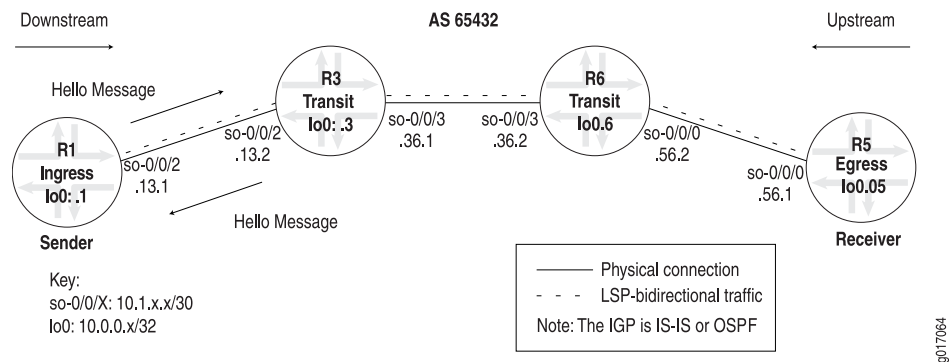 Downstream
AS 65432
Upstream
Hello Message
R3
Transit
lo0: .3
R6
Transit
lo0.6
so-0/0/2
.13.2
so-0/0/3
.36.1
so-0/0/3
.36.2
so-0/0/0
.56.2
R1
Ingress
lo0: .1
so-0/0/2
.13.1
so-0/0/0
.56.1
R5
Egress
lo0.05
Hello Message
Sender
Receiver
Key:
so-0/0/X: 10.1.x.x/30
lo0: 10.0.0.x/32
Physical connection
LSP-bidirectional traffic
Note: The IGP is IS-IS or OSPF
g017064